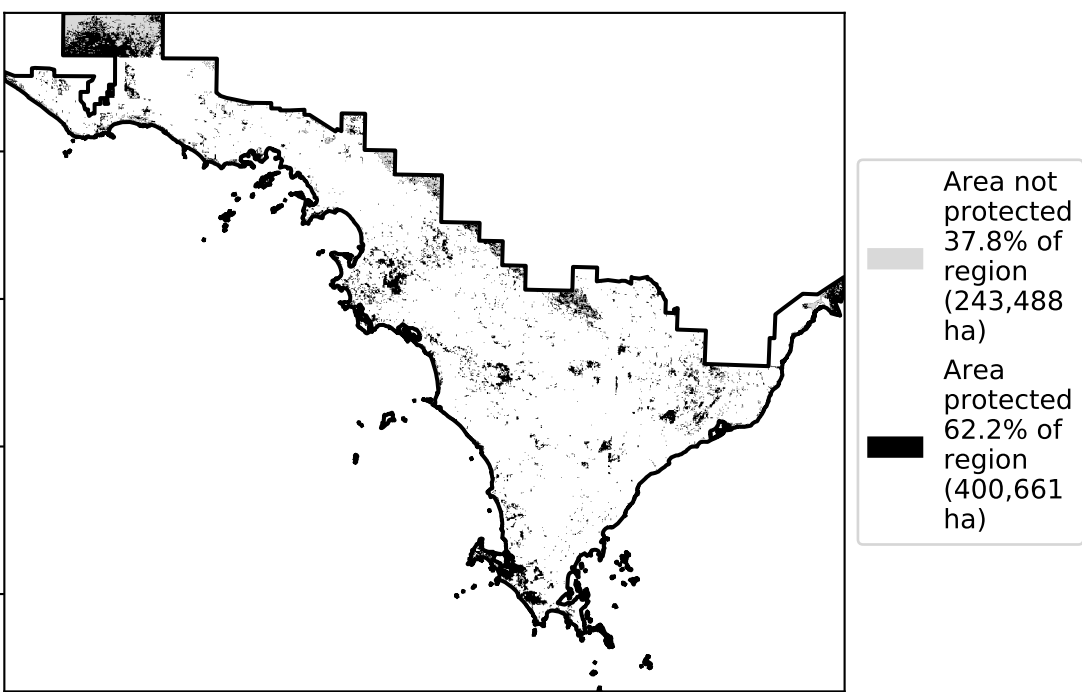 Area not
protected
37.8% of
region
(243,488
ha)
Area
protected
62.2% of
region
(400,661
ha)